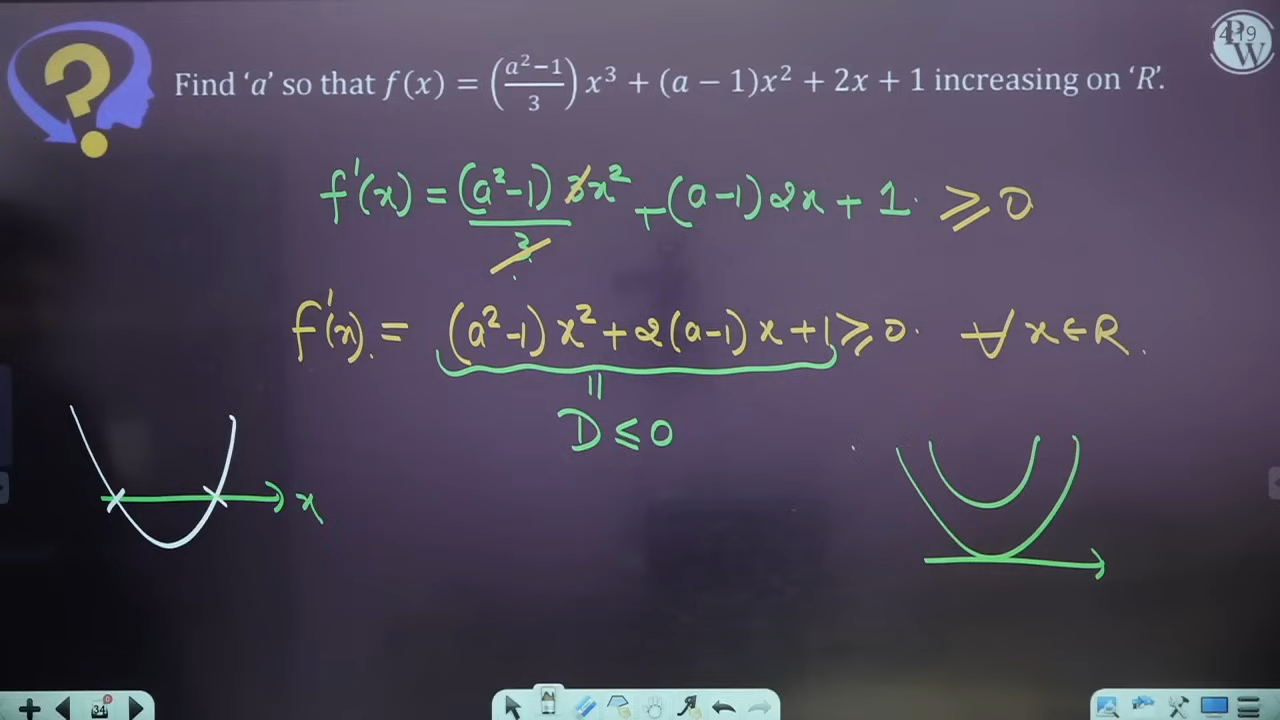 Find ‘a’ so that f(x) = ((a²−1)/3) x³ + (a − 1)x² + 2x + 1 increasing on ‘R’.
f'(x) = (a²-1) 3x² / 3 + (a-1) 2x + 1 ⩾ 0
f'(x) = (a²-1) x² + 2(a-1) x + 1 ⩾ 0 ∀ x ∈ R.
||
D ⩽ 0
x
34